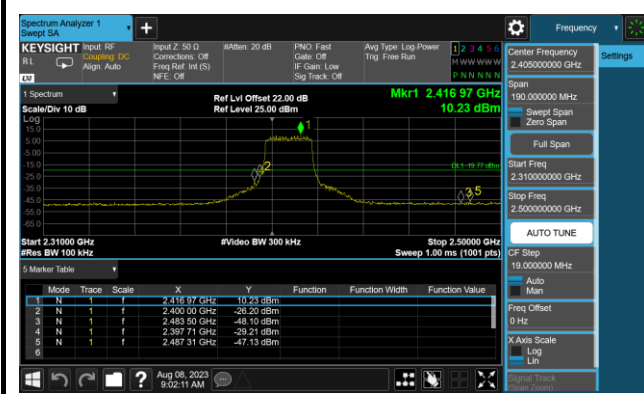 Spectrum Analyzer 1
Swept SA
Frequency
KEYSIGHT
Input: RF
Coupling: DC
Align: Auto
Input Z: 50 Ω
Corrections: Off
Freq Ref: Int (S)
NFE: Off
#Atten: 20 dB
PNO: Fast
Gate: Off
IF Gain: Low
Sig Track: Off
Avg Type: Log-Power
Trig: Free Run
1 2 3 4 5 6
M W W W W W
P N N N N N
RL
LXI
Center Frequency
2.405000000 GHz
Settings
1 Spectrum
Scale/Div 10 dB
Log
Ref Lvl Offset 22.00 dB
Ref Level 25.00 dBm
Mkr1 2.416 97 GHz
10.23 dBm
Span
190.000000 MHz
Swept Span
Zero Span
Full Span
15.0
5.00
-5.00
-15.0
-25.0
-35.0
-45.0
-55.0
-65.0
1
2
3
5
DL1 -19.77 dBm
Start Freq
2.310000000 GHz
Stop Freq
2.500000000 GHz
AUTO TUNE
Start 2.31000 GHz
#Res BW 100 kHz
#Video BW 300 kHz
Stop 2.50000 GHz
Sweep 1.00 ms (1001 pts)
CF Step
19.000000 MHz
Auto
Man
5 Marker Table
Mode Trace Scale X Y Function Function Width Function Value
1 N 1 f 2.416 97 GHz 10.23 dBm
2 N 1 f 2.400 00 GHz -26.20 dBm
3 N 1 f 2.483 50 GHz -48.10 dBm
4 N 1 f 2.397 71 GHz -29.21 dBm
5 N 1 f 2.487 31 GHz -47.13 dBm
6
Freq Offset
0 Hz
X Axis Scale
Log
Lin
Signal Track
(Span Zoom)
?
Aug 08, 2023
9:02:11 AM